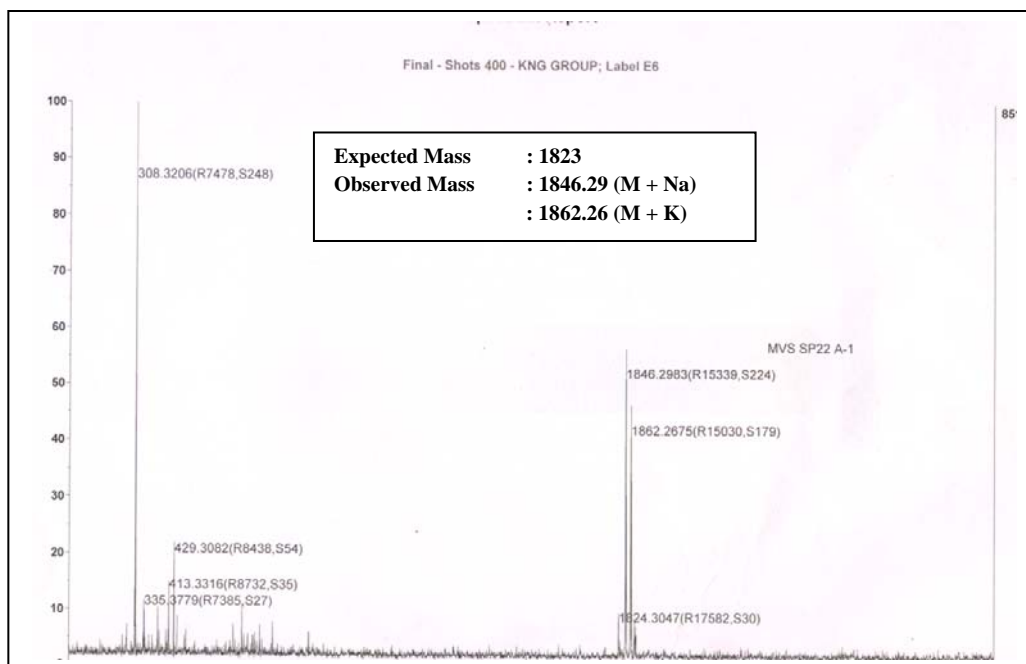 Final - Shots 400 - KNG GROUP; Label E6
100
851
90
308.3206(R7478,S248)
Expected Mass : 1823
Observed Mass : 1846.29 (M + Na)
: 1862.26 (M + K)
80
70
60
MVS SP22 A-1
50
1846.2983(R15339,S224)
40
1862.2675(R15030,S179)
30
20
429.3082(R8438,S54)
413.3316(R8732,S35)
335.3779(R7385,S27)
10
1824.3047(R17582,S30)